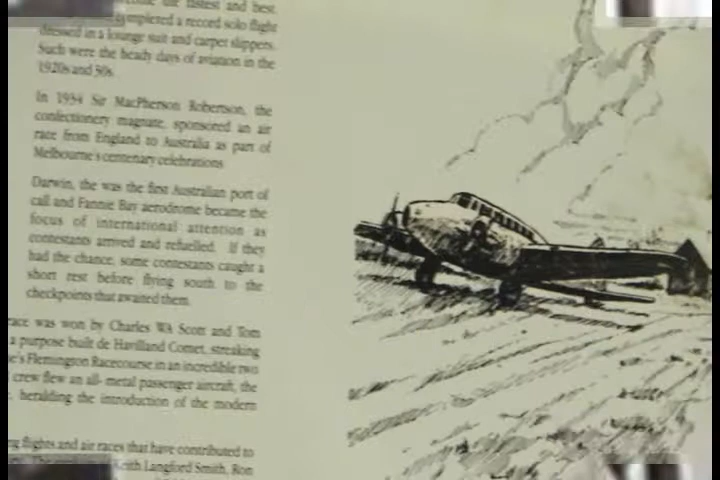 the fastest and best
completed a record solo flight
dressed in a lounge suit and carpet slippers.
Such were the heady days of aviation in the
1920s and 30s.
In 1934 Sir MacPherson Robertson, the
confectionery magnate, sponsored an air
race from England to Australia as part of
Melbourne's centenary celebrations.
Darwin, the was the first Australian port of
call and Fannie Bay aerodrome became the
focus of international attention as
contestants arrived and refuelled. If they
had the chance, some contestants caught a
short rest before flying south to the
checkpoints that awaited them.
race was won by Charles WA Scott and Tom
a purpose built de Havilland Comet, streaking
e's Flemington Racecourse in an incredible two
crew flew an all- metal passenger aircraft, the
heralding the introduction of the modern
ng flights and air races that have contributed to
Keith Langford Smith, Ron